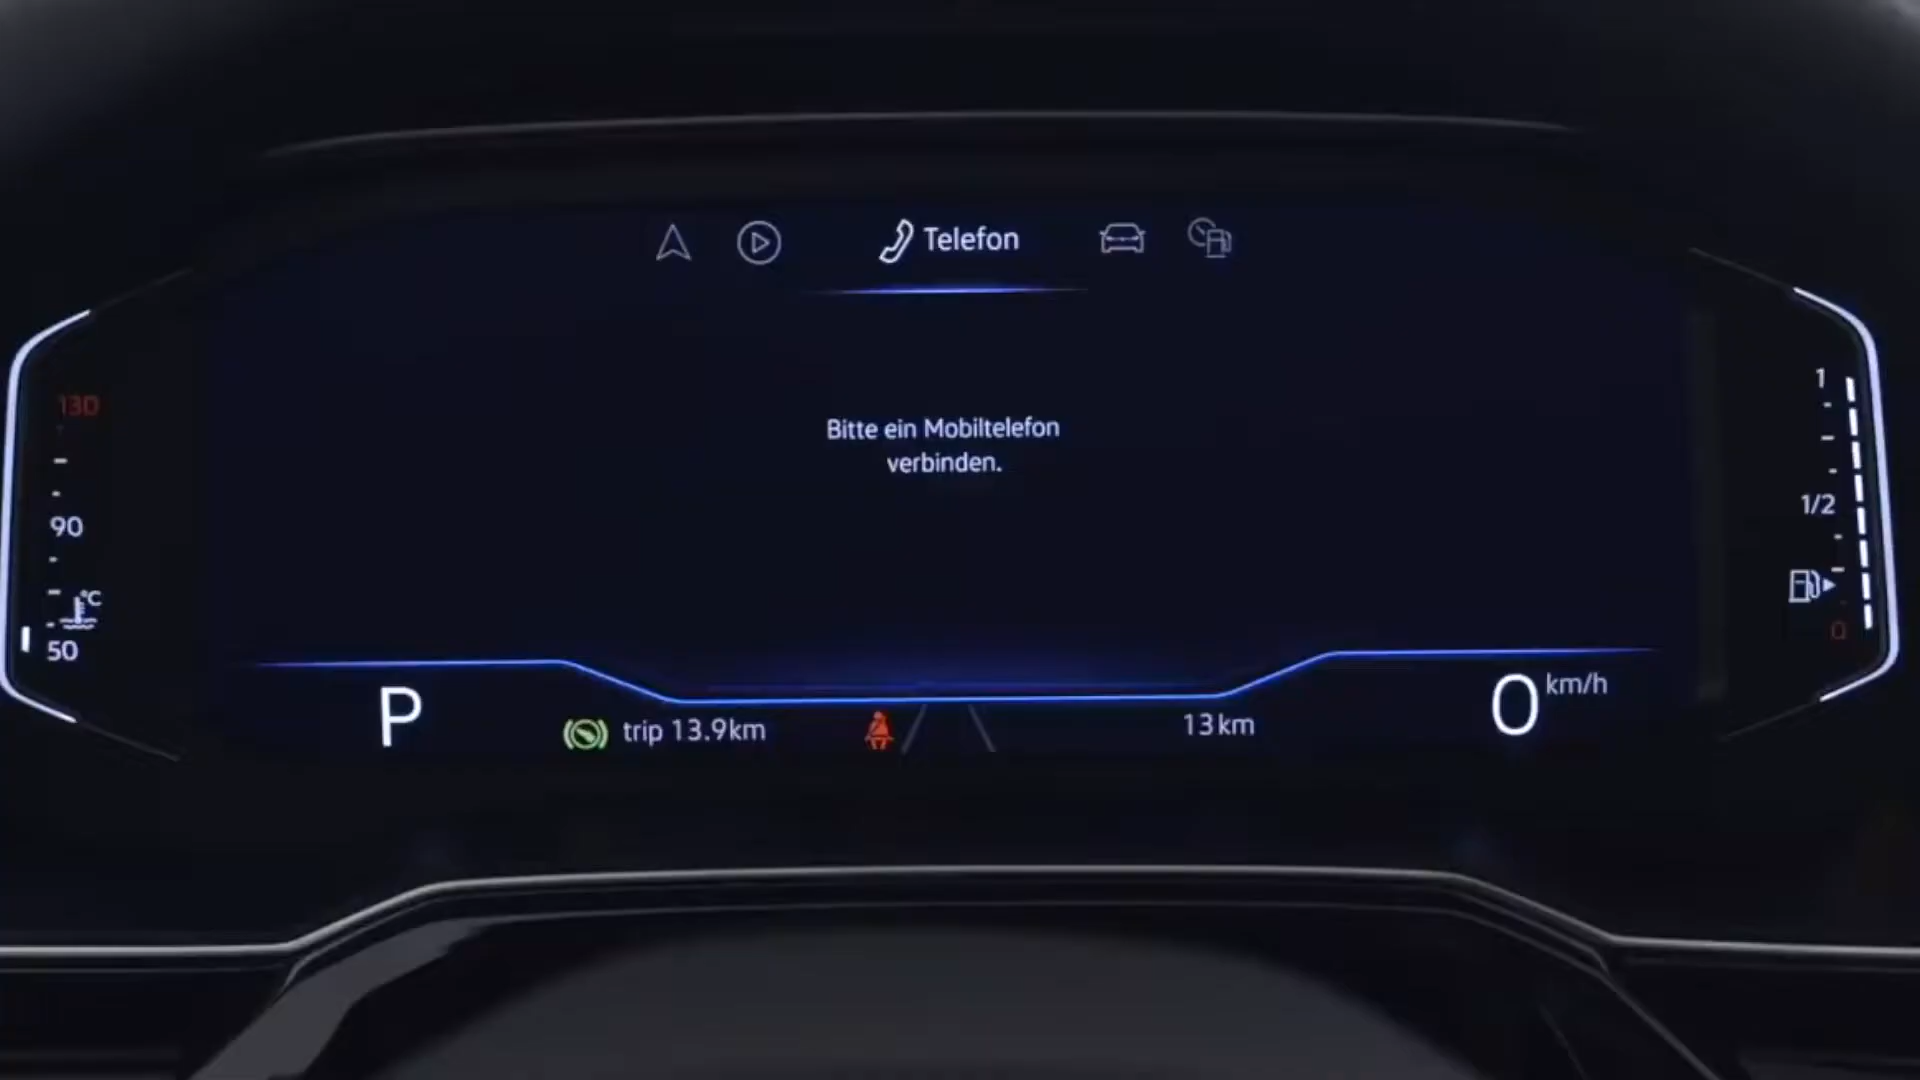 Telefon
Bitte ein Mobiltelefon
verbinden.
130
90
°C
50
1
1/2
0
P
trip 13.9km
13km
0 km/h